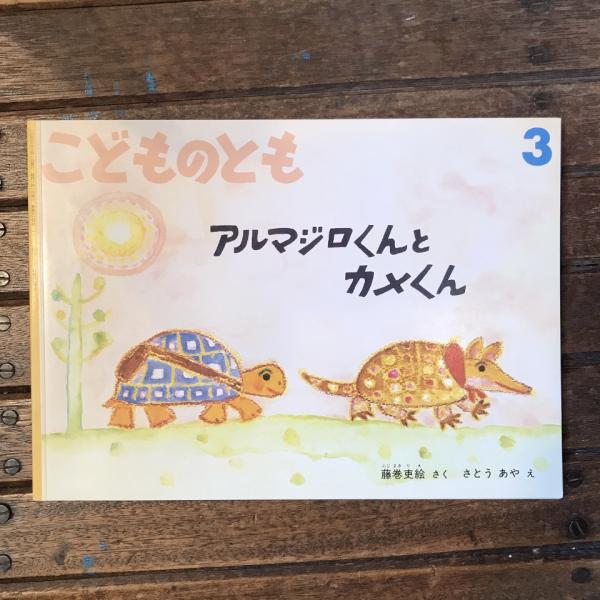 こどものとも
3
アルマジロくんと
カメくん
藤巻吏絵 さく さとう あや え